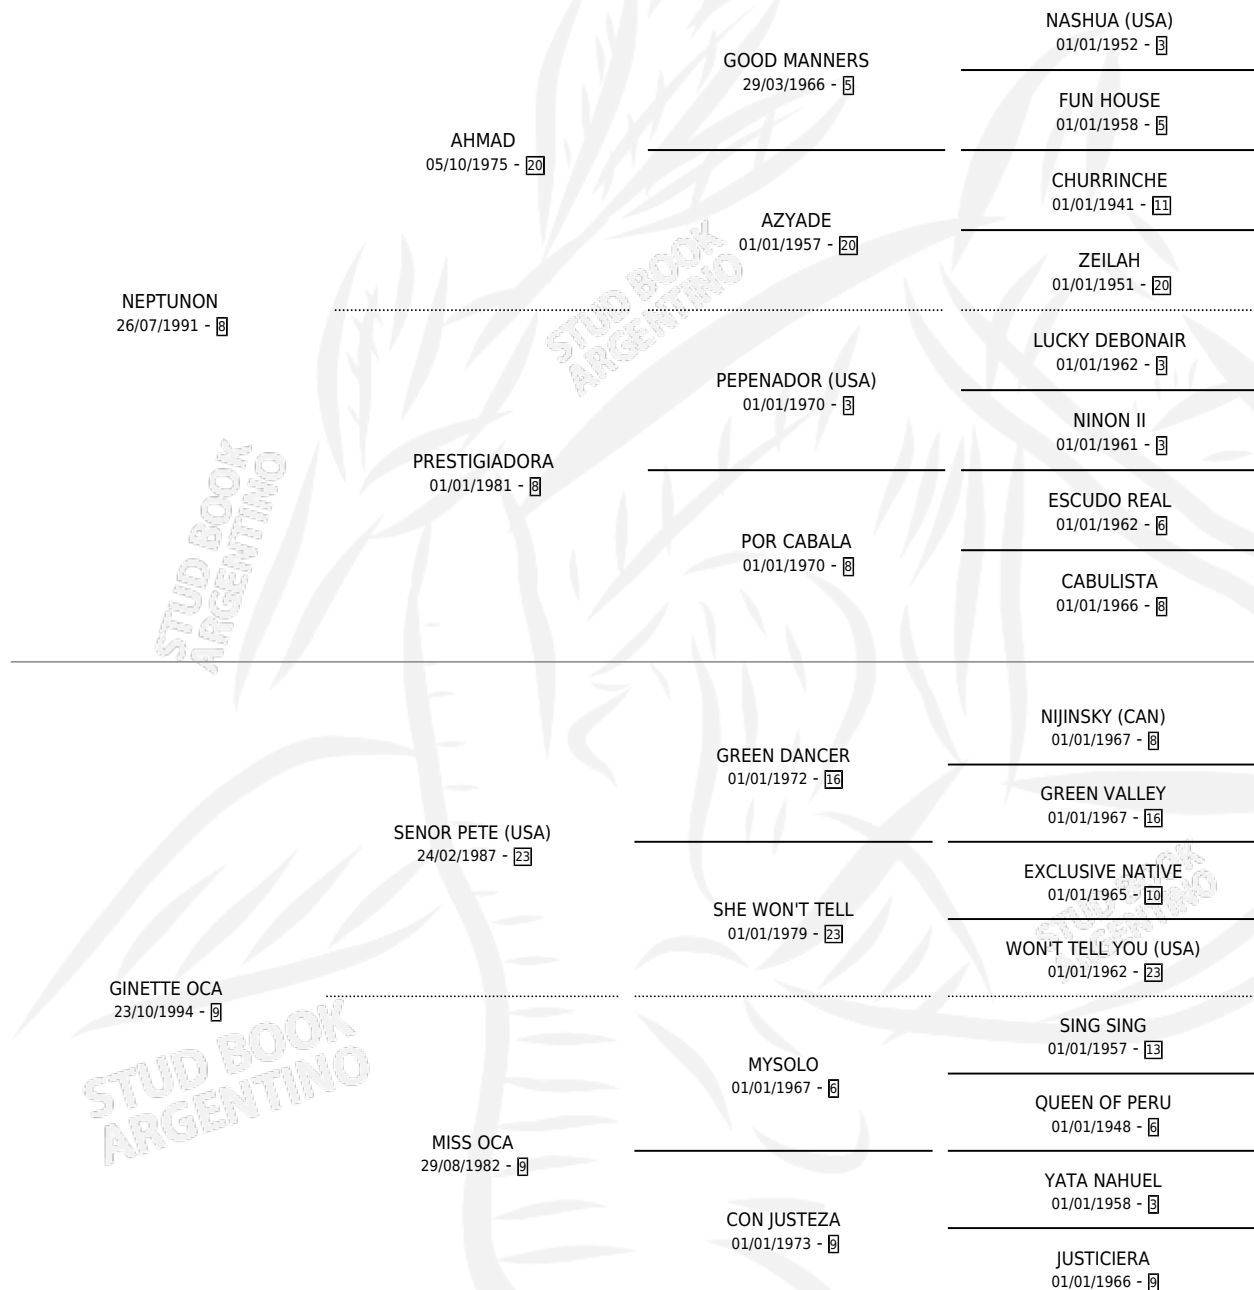 NEPTUNON
26/07/1991 - 8
AHMAD
05/10/1975 - 20
GOOD MANNERS
29/03/1966 - 5
NASHUA (USA)
01/01/1952 - 3
FUN HOUSE
01/01/1958 - 5
AZYADE
01/01/1957 - 20
CHURRINCHE
01/01/1941 - 11
ZEILAH
01/01/1951 - 20
PRESTIGIADORA
01/01/1981 - 8
PEPENADOR (USA)
01/01/1970 - 3
LUCKY DEBONAIR
01/01/1962 - 3
NINON II
01/01/1961 - 3
POR CABALA
01/01/1970 - 8
ESCUDO REAL
01/01/1962 - 6
CABULISTA
01/01/1966 - 8
GINETTE OCA
23/10/1994 - 9
SENOR PETE (USA)
24/02/1987 - 23
GREEN DANCER
01/01/1972 - 16
NIJINSKY (CAN)
01/01/1967 - 8
GREEN VALLEY
01/01/1967 - 16
SHE WON'T TELL
01/01/1979 - 23
EXCLUSIVE NATIVE
01/01/1965 - 10
WON'T TELL YOU (USA)
01/01/1962 - 23
MISS OCA
29/08/1982 - 9
MYSOLO
01/01/1967 - 6
SING SING
01/01/1957 - 13
QUEEN OF PERU
01/01/1948 - 6
CON JUSTEZA
01/01/1973 - 9
YATA NAHUEL
01/01/1958 - 3
JUSTICIERA
01/01/1966 - 9
STUD BOOK
ARGENTINO
STUD BOOK
ARGENTINO
STUD BOOK
ARGENTINO
STUD BOOK
ARGENTINO